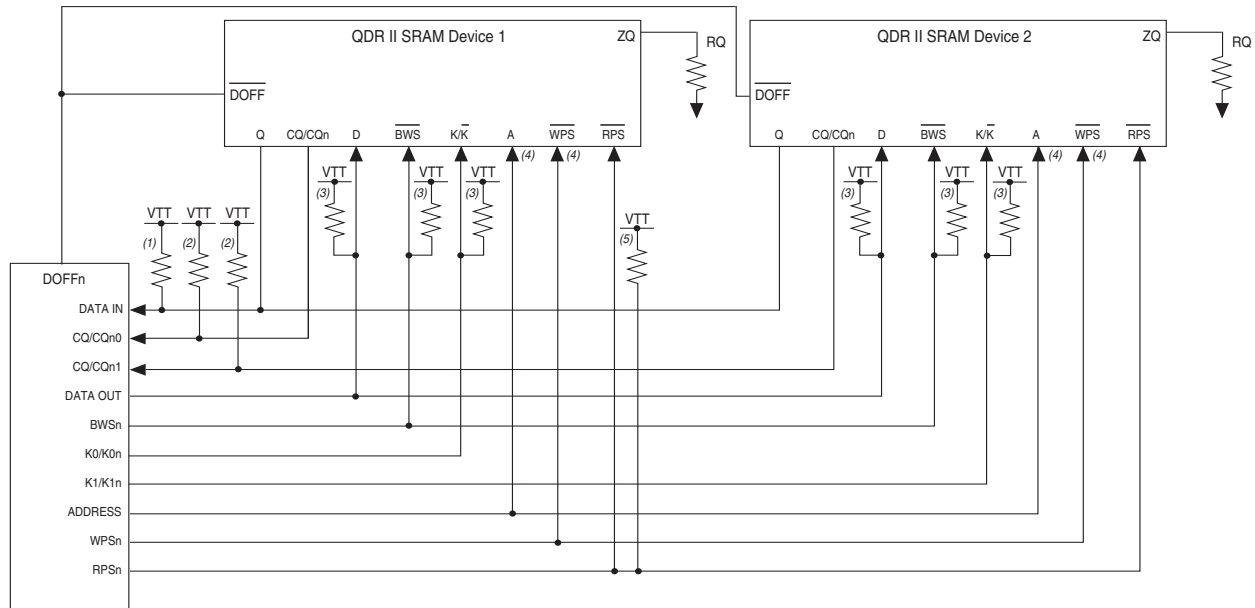 QDR II SRAM Device 1
ZQ
RQ
DOFF
Q CQ/CQn D BWS K/K A WPS RPS
(4) (4)
QDR II SRAM Device 2
ZQ
RQ
DOFF
Q CQ/CQn D BWS K/K A WPS RPS
(4) (4)
VTT
(3)
VTT
(3)
VTT
(3)
VTT
(3)
VTT
(3)
VTT
(3)
VTT
(1)
VTT
(2)
VTT
(2)
VTT
(5)
DOFFn
DATA IN
CQ/CQn0
CQ/CQn1
DATA OUT
BWSn
K0/K0n
K1/K1n
ADDRESS
WPSn
RPSn